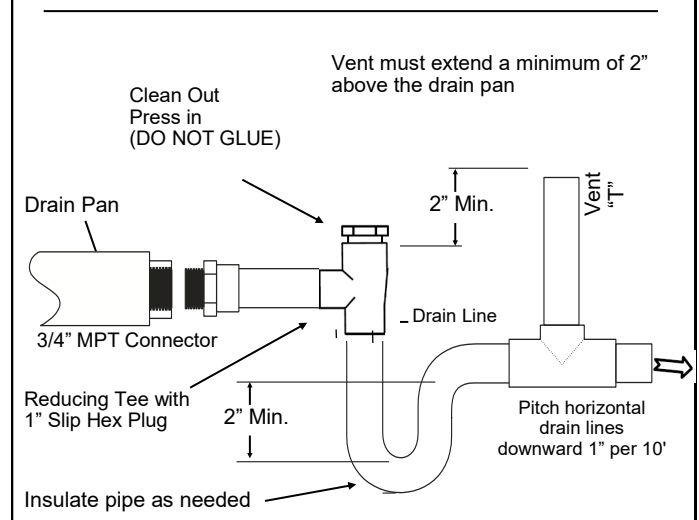 Vent must extend a minimum of 2”
above the drain pan
Clean Out
Press in
(DO NOT GLUE)
2” Min.
Vent
“T”
Drain Pan
Drain Line
3/4” MPT Connector
Reducing Tee with
1” Slip Hex Plug
2” Min.
Pitch horizontal
drain lines
downward 1” per 10'
Insulate pipe as needed